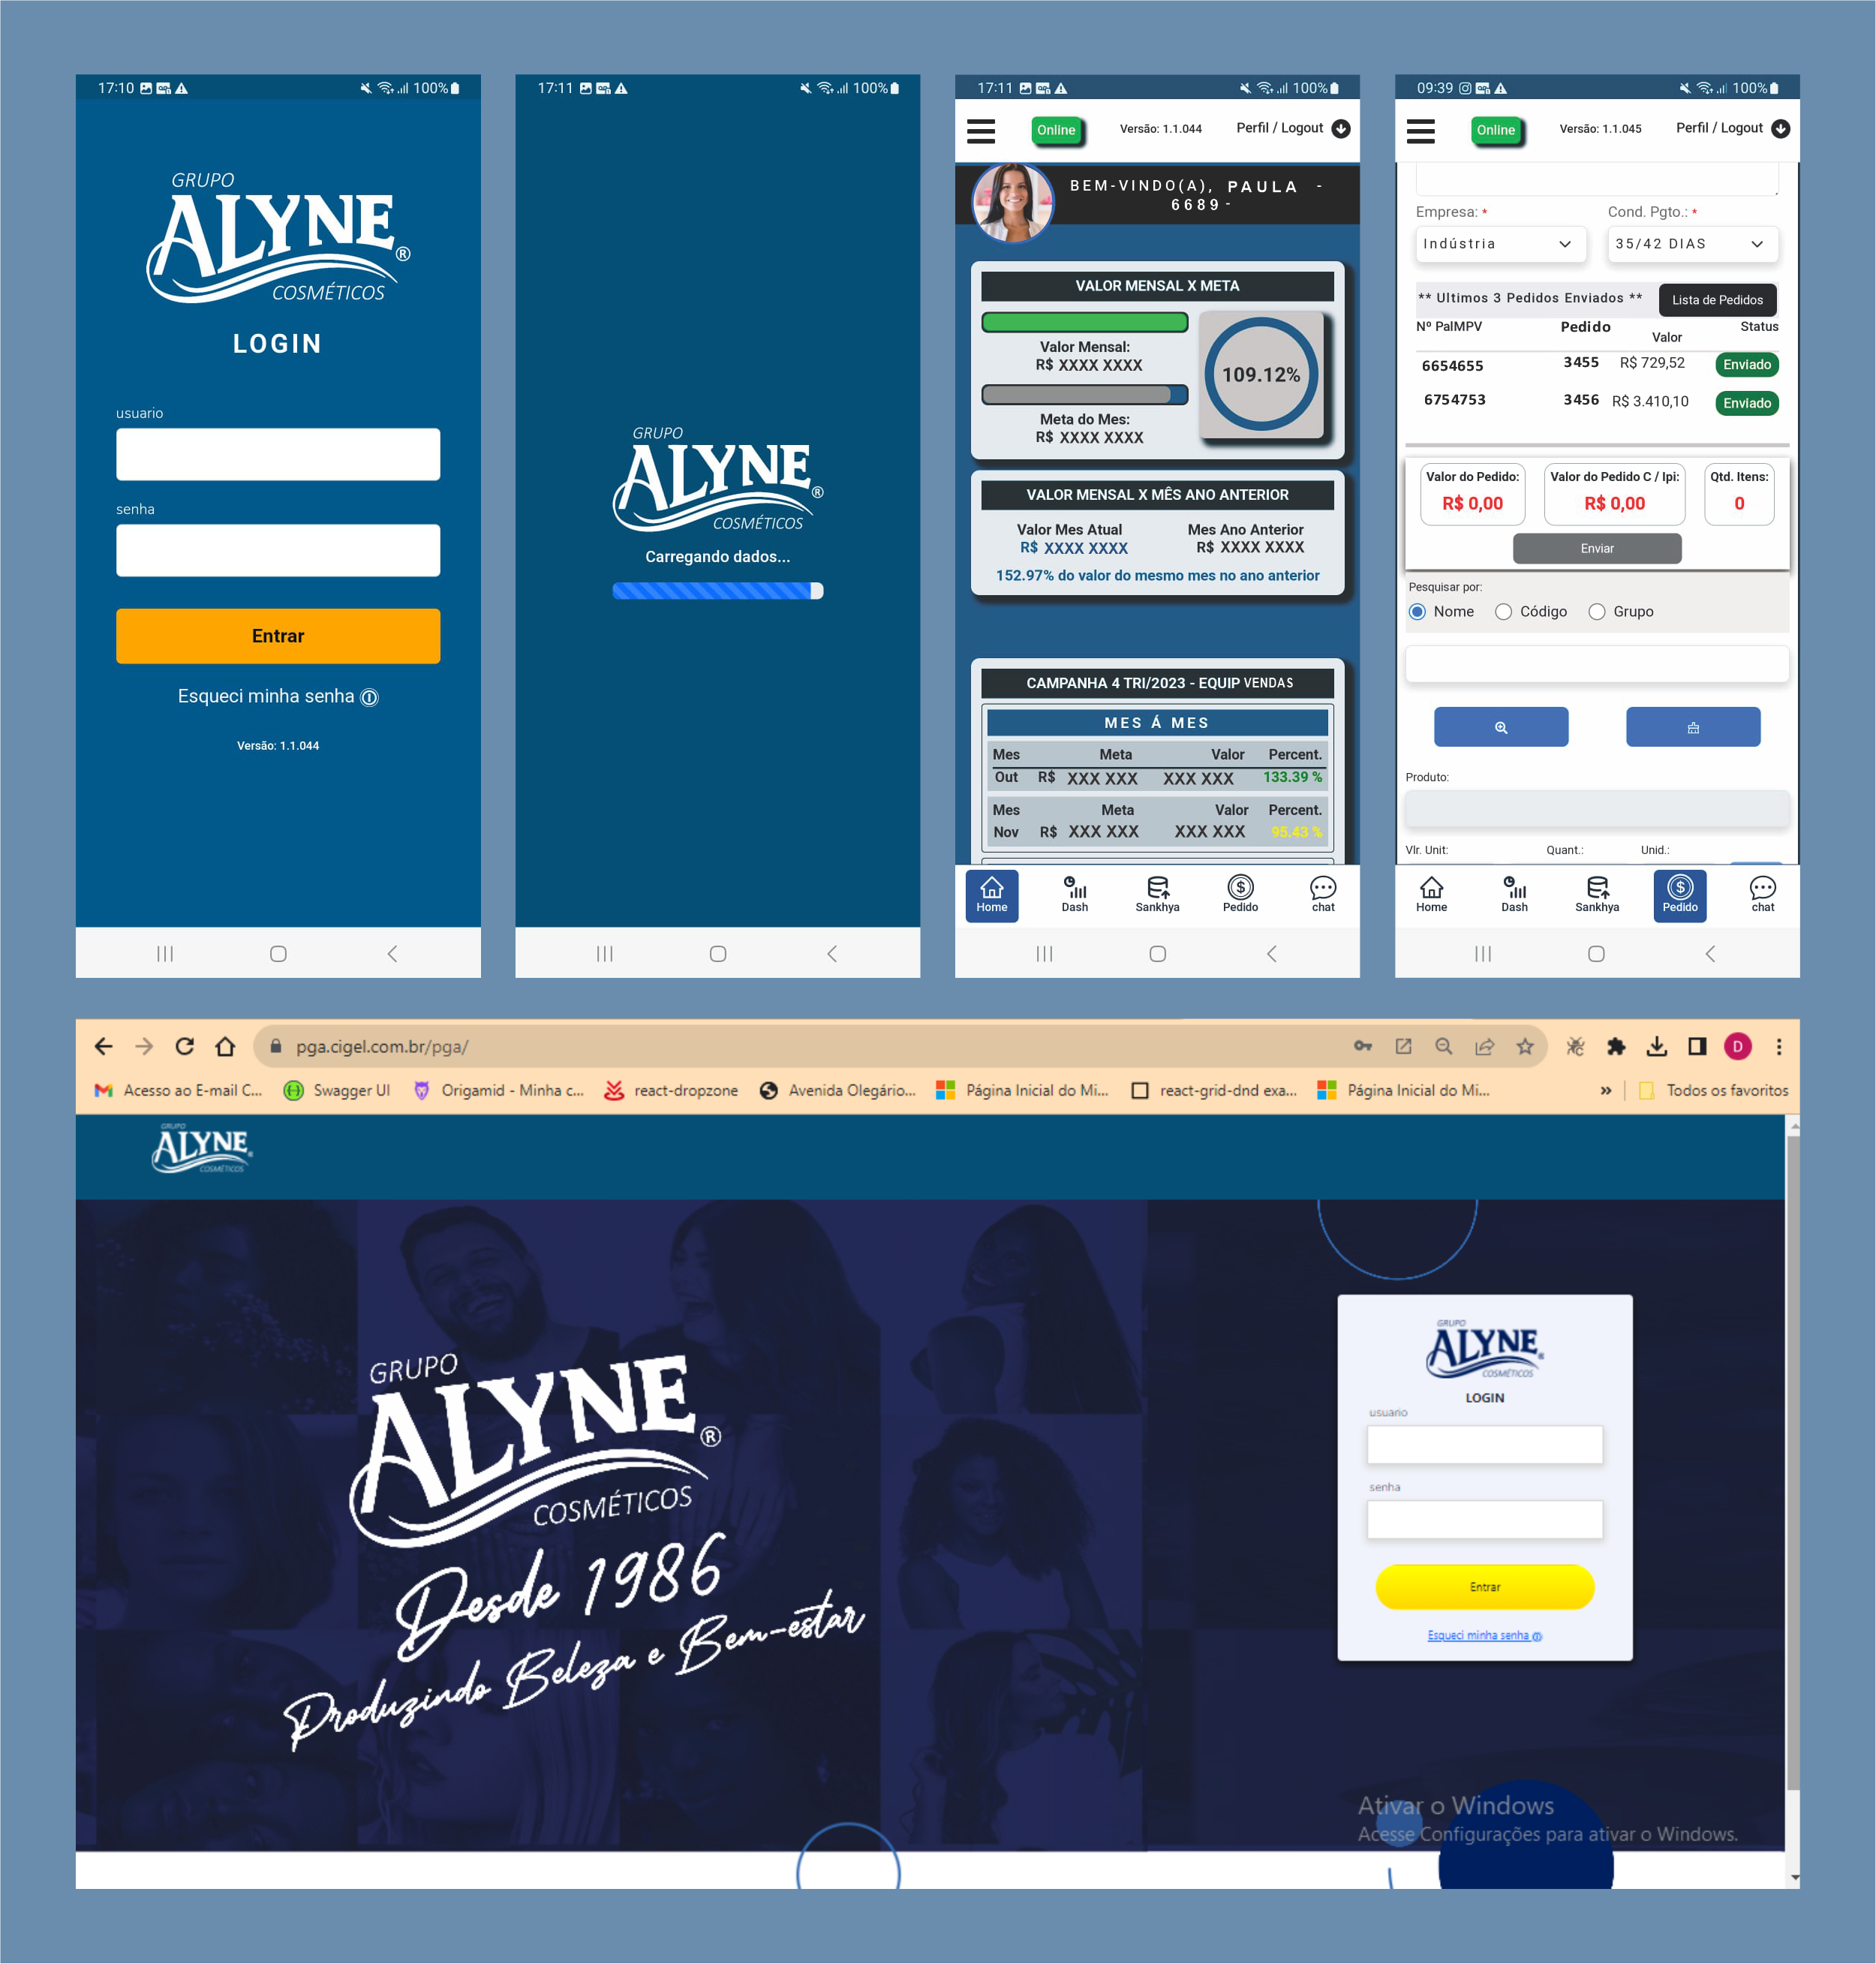 17:10 100%
GRUPO
ALYNE®
COSMÉTICOS
LOGIN
usuario
senha
Entrar
Esqueci minha senha
Versão: 1.1.044
17:11 100%
GRUPO
ALYNE®
COSMÉTICOS
Carregando dados...
17:11 100%
Online Versão: 1.1.044 Perfil / Logout
BEM-VINDO(A), PAULA -
6689 -
VALOR MENSAL X META
Valor Mensal:
R$ XXXX XXXX
109.12%
Meta do Mes:
R$ XXXX XXXX
VALOR MENSAL X MÊS ANO ANTERIOR
Valor Mes Atual Mes Ano Anterior
R$ XXXX XXXX R$ XXXX XXXX
152.97% do valor do mesmo mes no ano anterior
CAMPANHA 4 TRI/2023 - EQUIP VENDAS
MES Á MES
Mes Meta Valor Percent.
Out R$ XXX XXX XXX XXX 133.39 %
Mes Meta Valor Percent.
Nov R$ XXX XXX XXX XXX 95.43 %
Home Dash Sankhya Pedido chat
09:39 100%
Online Versão: 1.1.045 Perfil / Logout
Empresa: * Cond. Pgto.: *
Indústria 35/42 DIAS
** Ultimos 3 Pedidos Enviados ** Lista de Pedidos
Nº PalMPV Pedido Valor Status
6654655 3455 R$ 729,52 Enviado
6754753 3456 R$ 3.410,10 Enviado
Valor do Pedido: Valor do Pedido C / Ipi: Qtd. Itens:
R$ 0,00 R$ 0,00 0
Enviar
Pesquisar por:
Nome Código Grupo
Produto:
Vlr. Unit: Quant.: Unid.:
Home Dash Sankhya Pedido chat
pga.cigel.com.br/pga/ D
Acesso ao E-mail C... Swagger UI Origamid - Minha c... react-dropzone Avenida Olegário... Página Inicial do Mi... react-grid-dnd exa... Página Inicial do Mi... » Todos os favoritos
GRUPO
ALYNE
COSMÉTICOS
GRUPO
ALYNE®
COSMÉTICOS
Desde 1986
Produzindo Beleza e Bem-estar
GRUPO
ALYNE®
COSMÉTICOS
LOGIN
usuario
senha
Entrar
Esqueci minha senha
Ativar o Windows
Acesse Configurações para ativar o Windows.